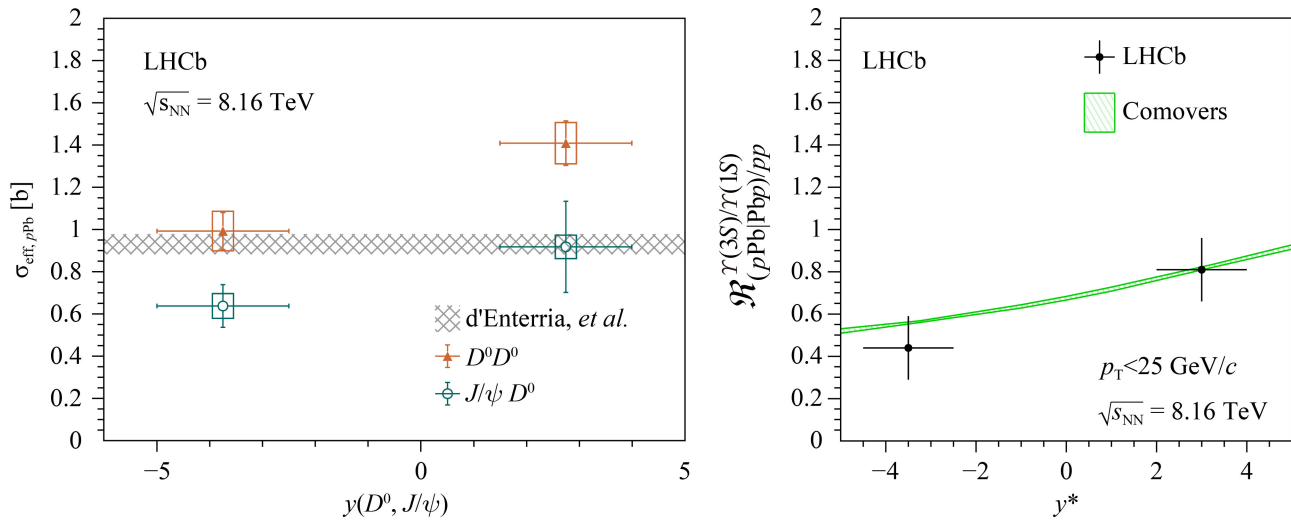 2
1.8
1.6
1.4
1.2
1
0.8
0.6
0.4
0.2
0
σeff, pPb [b]
LHCb
√sNN = 8.16 TeV
d'Enterria, et al.
D⁰D⁰
J/ψ D⁰
−5
0
5
y(D⁰, J/ψ)
2
1.8
1.6
1.4
1.2
1
0.8
0.6
0.4
0.2
0
ℜ^Υ(3S)/Υ(1S)_(pPb|Pbp)/pp
LHCb
LHCb
Comovers
pT<25 GeV/c
√sNN = 8.16 TeV
−4
−2
0
2
4
y*